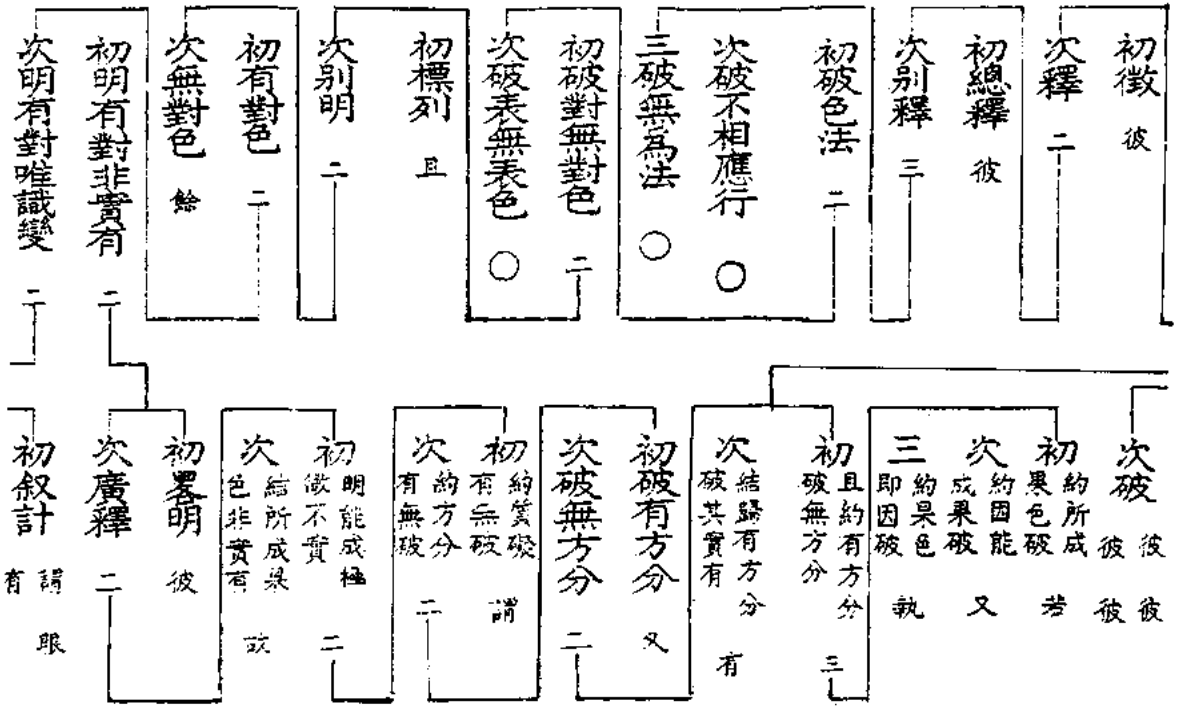 初徵 彼
次釋 二
初總釋 彼
次別釋 三
初破色法 二
次破不相應行 ○
三破無為法 ○
初破對無對色 二
次破表無表色 ○
初標列 且
次別明 二
初有對色 二
次無對色 餘
初明有對非實有 二
次明有對唯識變 二
次破 彼彼彼彼
初約所成果色破 若
次約因能成果破 又
三約果色即因破 執
初且約有方分破無方分 三
次結歸有方分破其實有 有
初破有方分 又
次破無方分 二
初約質礙有無破 謂
次約方分有無破 二
初明能成極微不實 二
次結所成果色非實有 故
初畧明 彼
次廣釋 二
初叙計 謂眼有